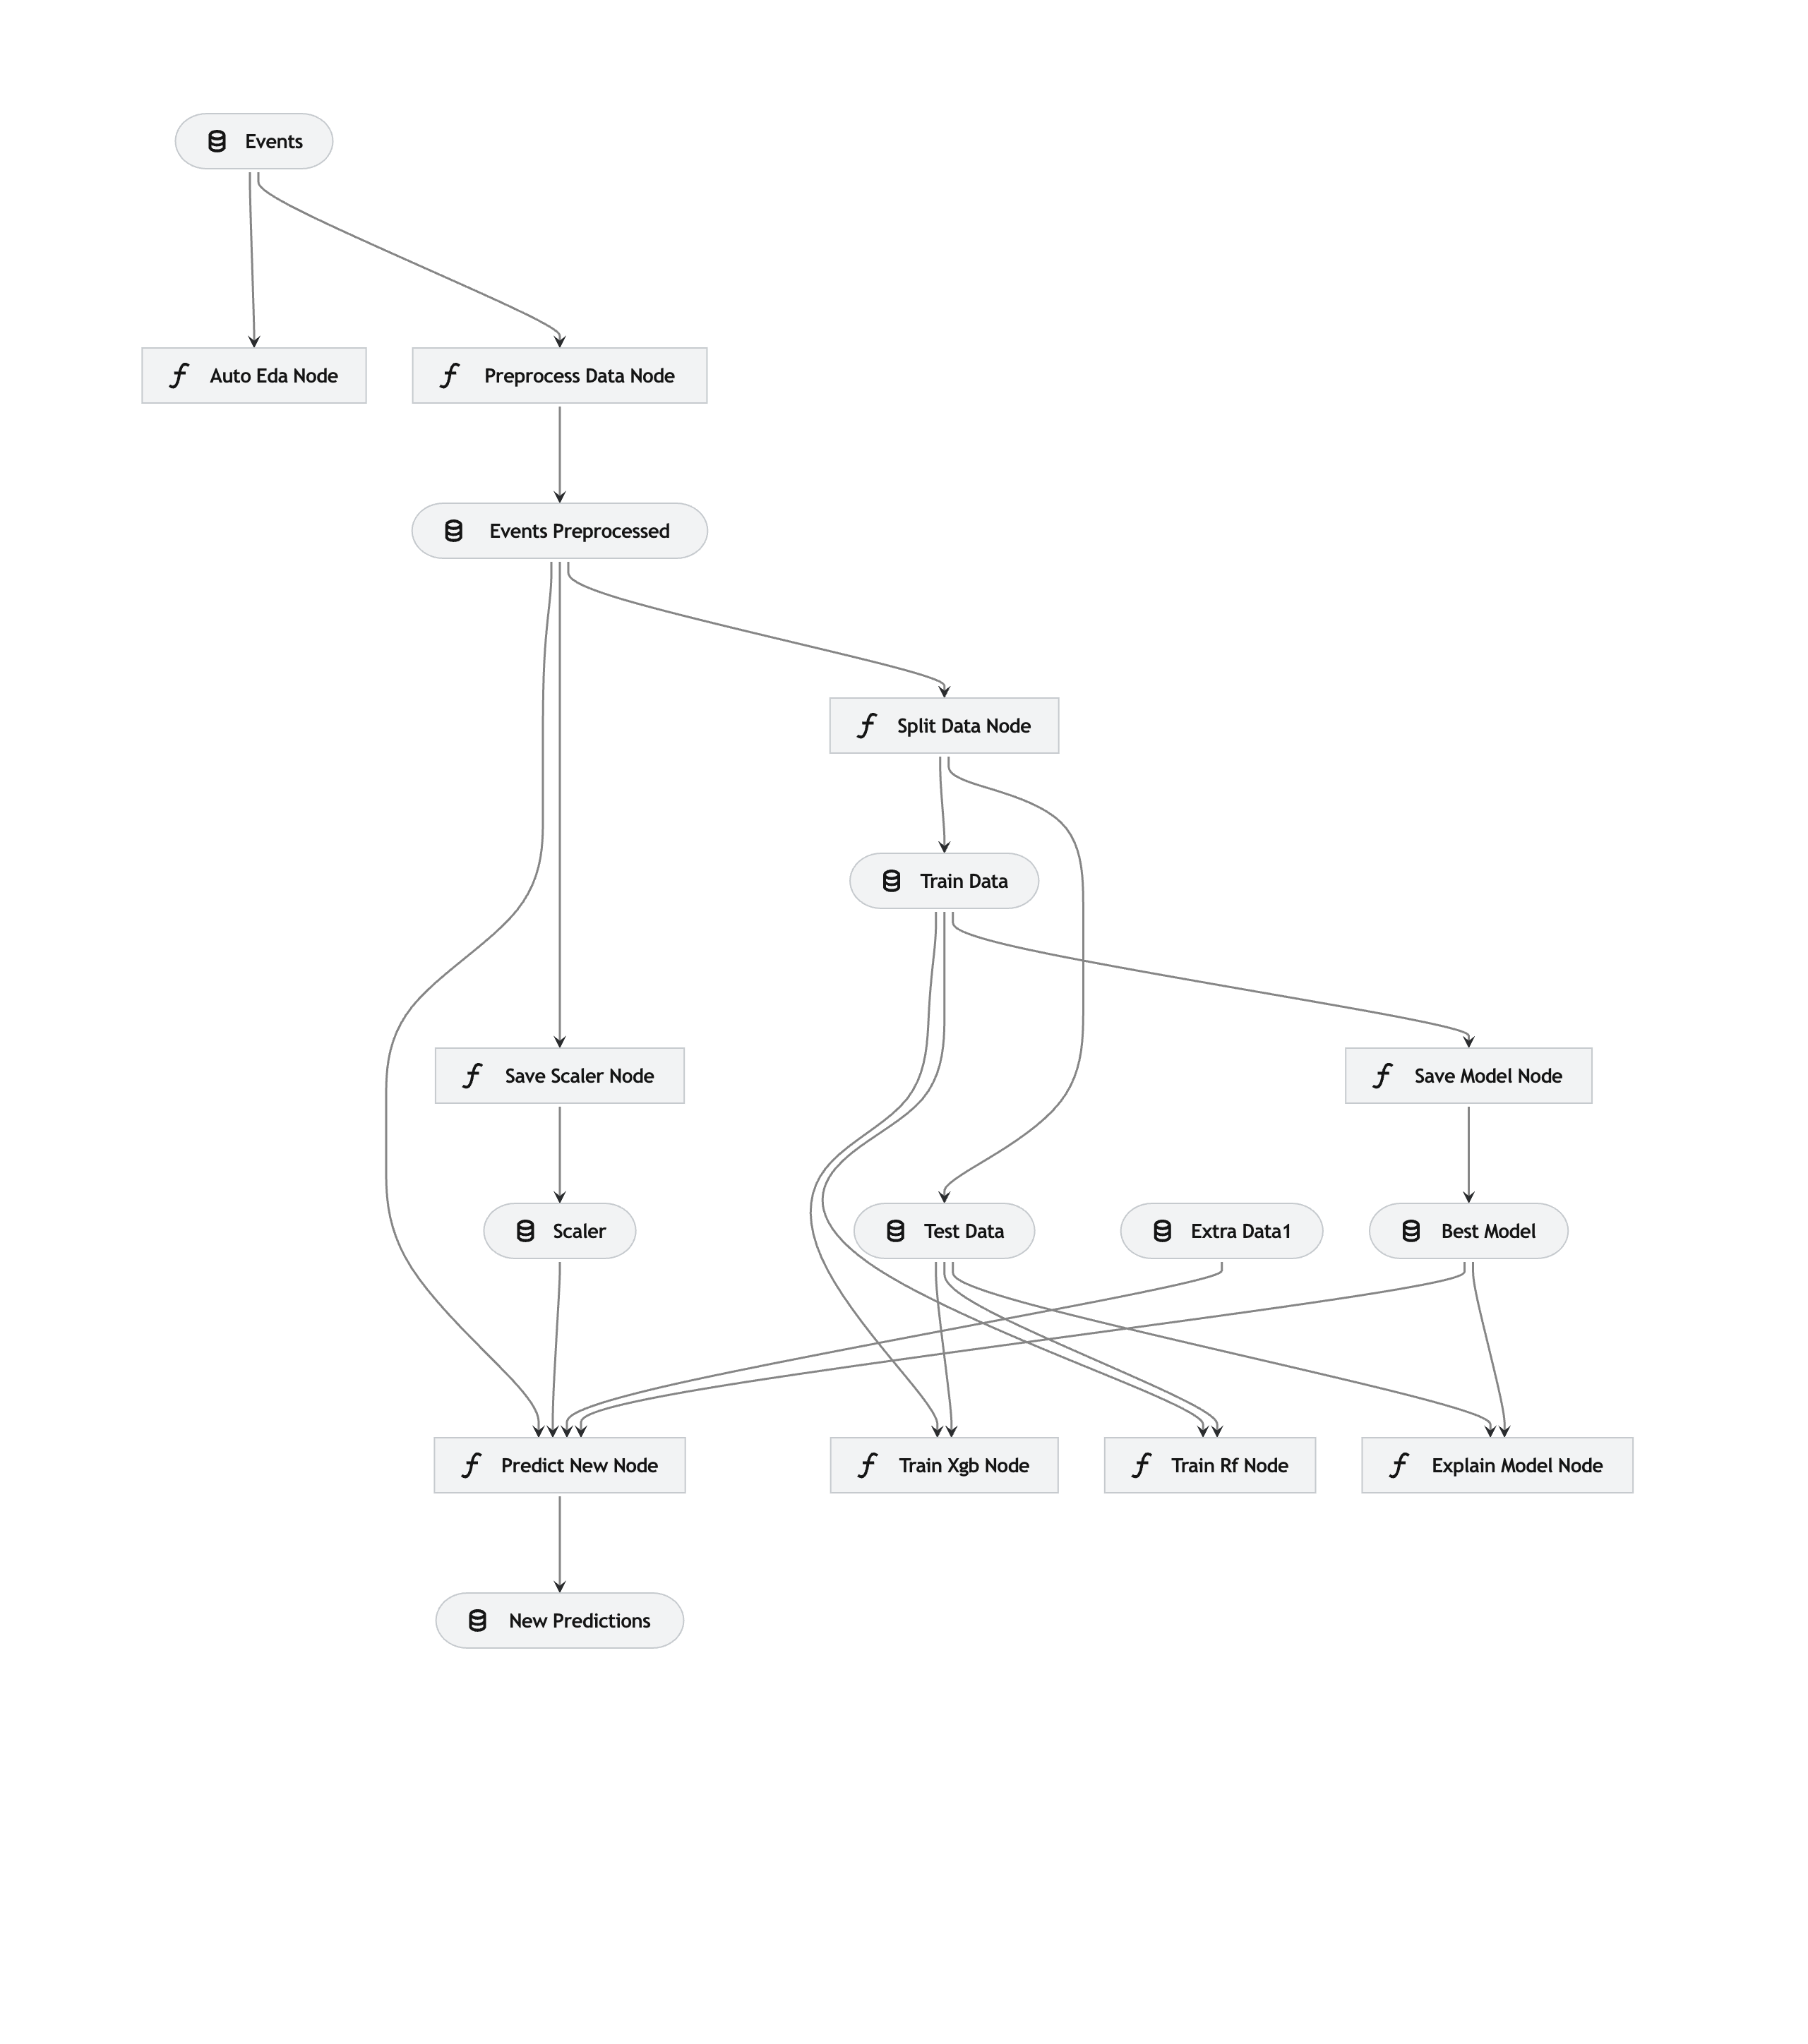 Events
Auto Eda Node
Preprocess Data Node
Events Preprocessed
Split Data Node
Train Data
Save Scaler Node
Save Model Node
Scaler
Test Data
Extra Data1
Best Model
Predict New Node
Train Xgb Node
Train Rf Node
Explain Model Node
New Predictions